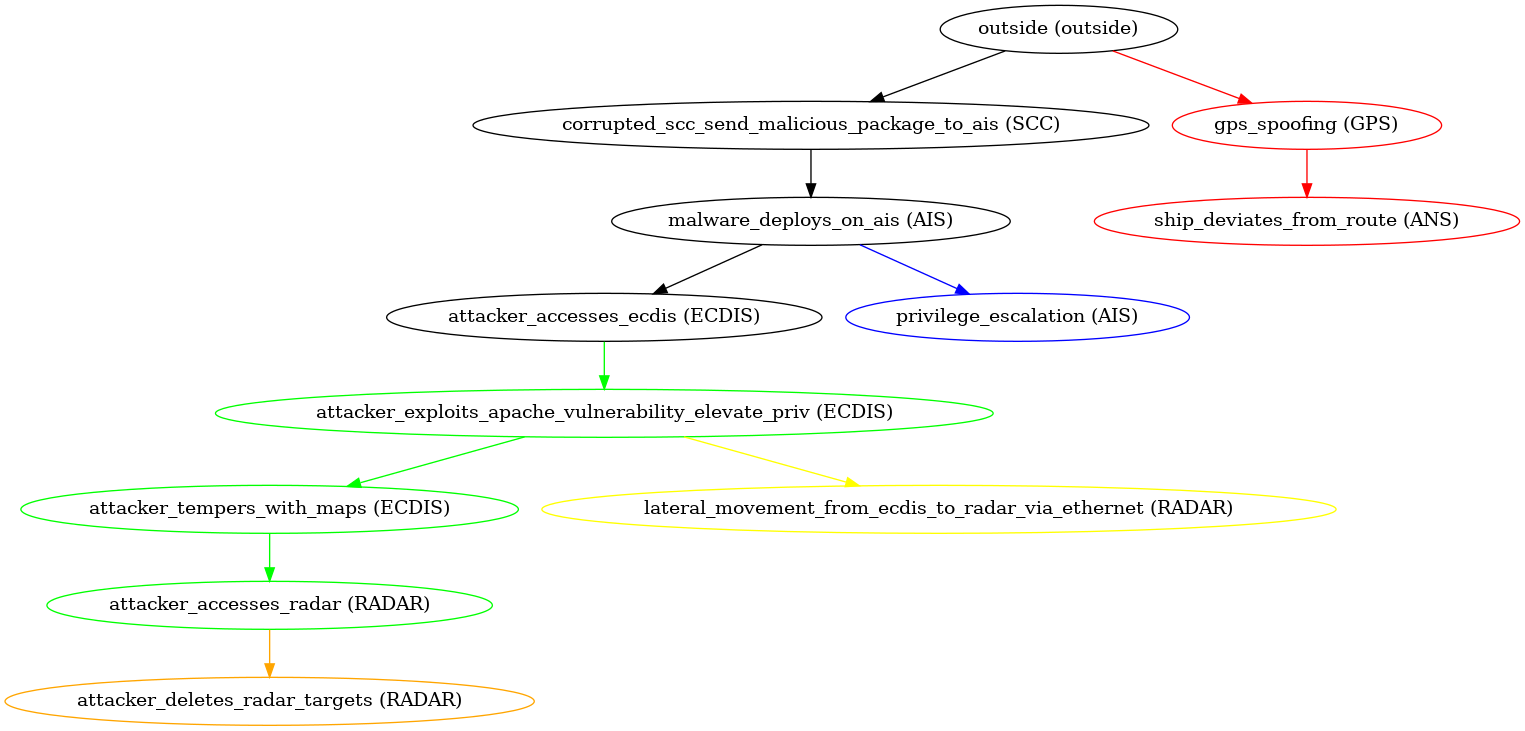 outside (outside)
corrupted_scc_send_malicious_package_to_ais (SCC)
gps_spoofing (GPS)
malware_deploys_on_ais (AIS)
ship_deviates_from_route (ANS)
attacker_accesses_ecdis (ECDIS)
privilege_escalation (AIS)
attacker_exploits_apache_vulnerability_elevate_priv (ECDIS)
attacker_tempers_with_maps (ECDIS)
lateral_movement_from_ecdis_to_radar_via_ethernet (RADAR)
attacker_accesses_radar (RADAR)
attacker_deletes_radar_targets (RADAR)